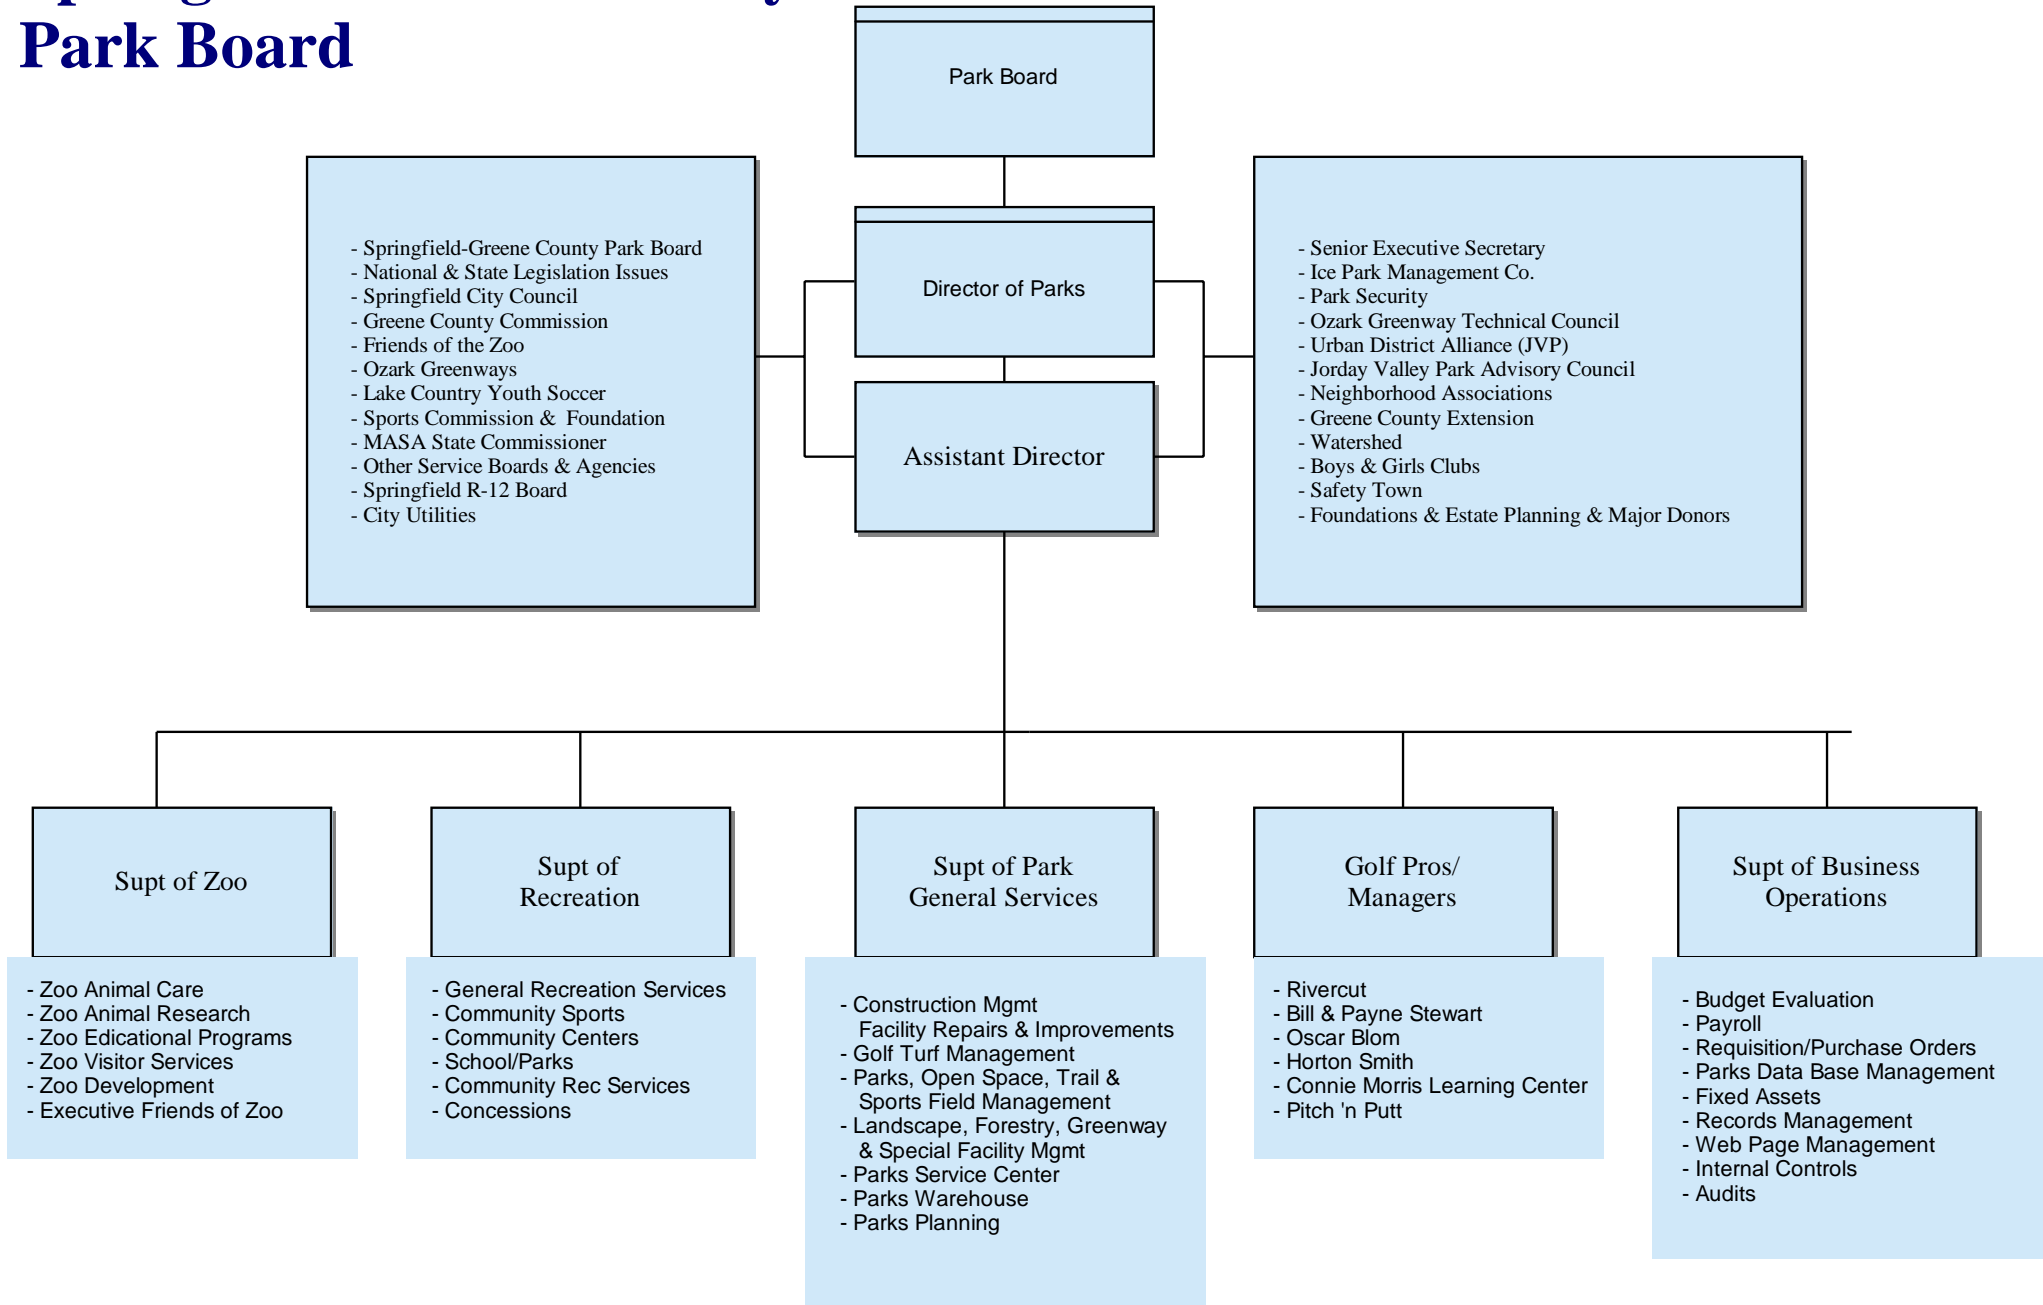 Park Board
Park Board
- Springfield-Greene County Park Board
- National & State Legislation Issues
- Springfield City Council
- Greene County Commission
- Friends of the Zoo
- Ozark Greenways
- Lake Country Youth Soccer
- Sports Commission &  Foundation
- MASA State Commissioner
- Other Service Boards & Agencies
- Springfield R-12 Board
- City Utilities
Director of Parks
Assistant Director
- Senior Executive Secretary
- Ice Park Management Co.
- Park Security
- Ozark Greenway Technical Council
- Urban District Alliance (JVP)
- Jorday Valley Park Advisory Council
- Neighborhood Associations
- Greene County Extension
- Watershed
- Boys & Girls Clubs
- Safety Town
- Foundations & Estate Planning & Major Donors
Supt of Zoo
- Zoo Animal Care
- Zoo Animal Research
- Zoo Edicational Programs
- Zoo Visitor Services
- Zoo Development
- Executive Friends of Zoo
Supt of
Recreation
- General Recreation Services
- Community Sports
- Community Centers
- School/Parks
- Community Rec Services
- Concessions
Supt of Park
General Services
- Construction Mgmt
Facility Repairs & Improvements
- Golf Turf Management
- Parks, Open Space, Trail &
Sports Field Management
- Landscape, Forestry, Greenway
& Special Facility Mgmt
- Parks Service Center
- Parks Warehouse
- Parks Planning
Golf Pros/
Managers
- Rivercut
- Bill & Payne Stewart
- Oscar Blom
- Horton Smith
- Connie Morris Learning Center
- Pitch 'n Putt
Supt of Business
Operations
- Budget Evaluation
- Payroll
- Requisition/Purchase Orders
- Parks Data Base Management
- Fixed Assets
- Records Management
- Web Page Management
- Internal Controls
- Audits